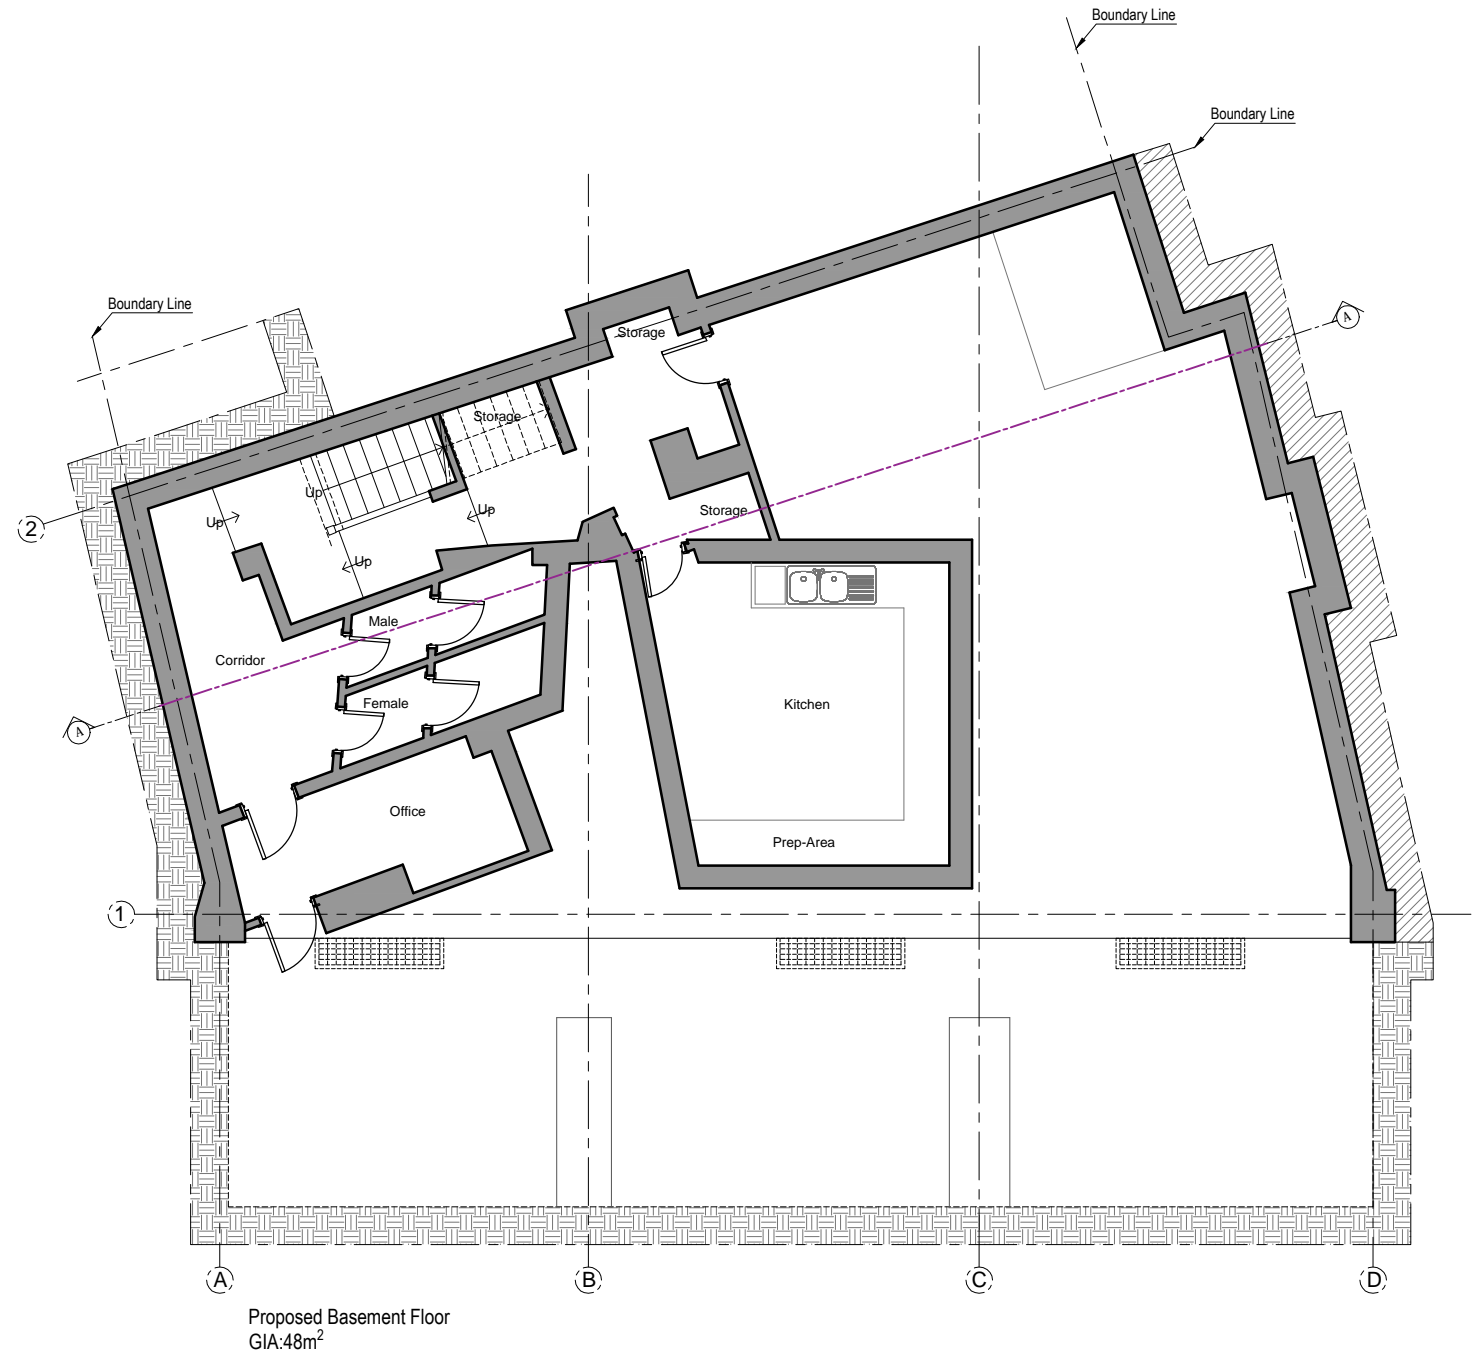 Boundary Line
Boundary Line
Boundary Line
Storage
A
Storage
Up
Up
Up
2
Storage
Up
Male
Corridor
Female
Kitchen
A
Office
Prep-Area
1
A
B
C
D
Proposed Basement Floor
GIA:48m²